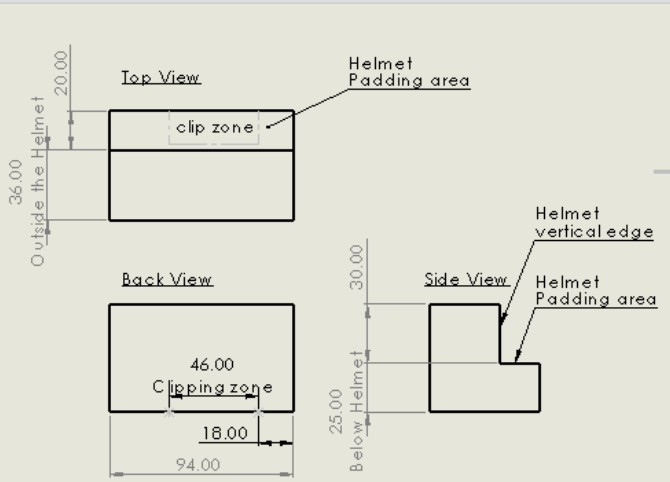 Helmet
Padding area
Top View
20.00
clip zone
36.00
Outside the Helmet
Helmet
vertical edge
Back View
Side View
30.00
Helmet
Padding area
46.00
Clipping zone
25.00
Below Helmet
18.00
94.00